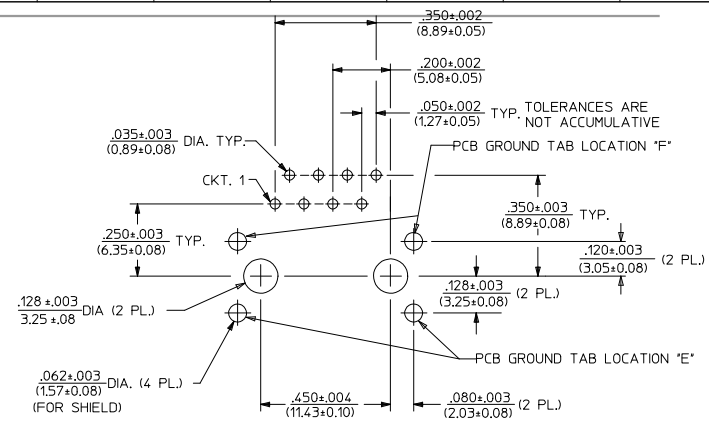 .350±.002
(8.89±0.05)
.200±.002
(5.08±0.05)
.050±.002
(1.27±0.05)
TYP. TOLERANCES ARE
NOT ACCUMULATIVE
.035±.003
(0.89±0.08)
DIA. TYP.
PCB GROUND TAB LOCATION "F"
CKT. 1
.350±.003
(8.89±0.08)
TYP.
.250±.003
(6.35±0.08)
TYP.
.120±.003
(3.05±0.08)
(2 PL.)
.128±.003
(3.25±0.08)
(2 PL.)
.128 ±.003
3.25 ±.08
DIA (2 PL.)
PCB GROUND TAB LOCATION "E"
.062±.003
(1.57±0.08)
DIA. (4 PL.)
(FOR SHIELD)
.450±.004
(11.43±0.10)
.080±.003
(2.03±0.08)
(2 PL.)